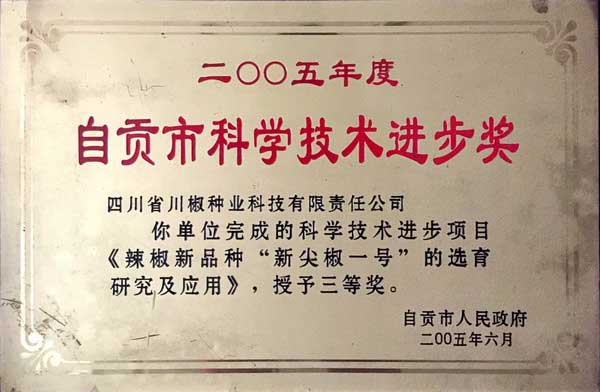 二〇〇五年度
自贡市科学技术进步奖
四川省川椒种业科技有限责任公司
你单位完成的科学技术进步项目
《辣椒新品种“新尖椒一号”的选育
研究及应用》，授予三等奖。
自贡市人民政府
二〇〇五年六月